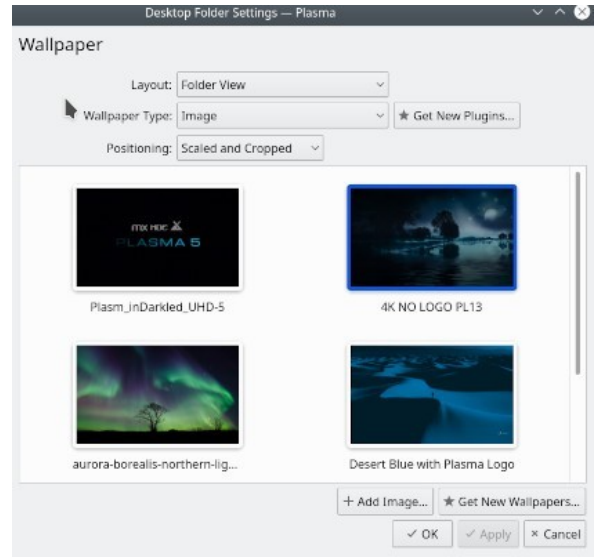 Desktop Folder Settings — Plasma
Wallpaper
Layout: Folder View
Wallpaper Type: Image ★ Get New Plugins...
Positioning: Scaled and Cropped
PLASMA 5
Plasm_inDarkled_UHD-5 4K NO LOGO PL13
aurora-borealis-northern-lig... Desert Blue with Plasma Logo
+ Add Image... ★ Get New Wallpapers...
✓ OK ✓ Apply × Cancel